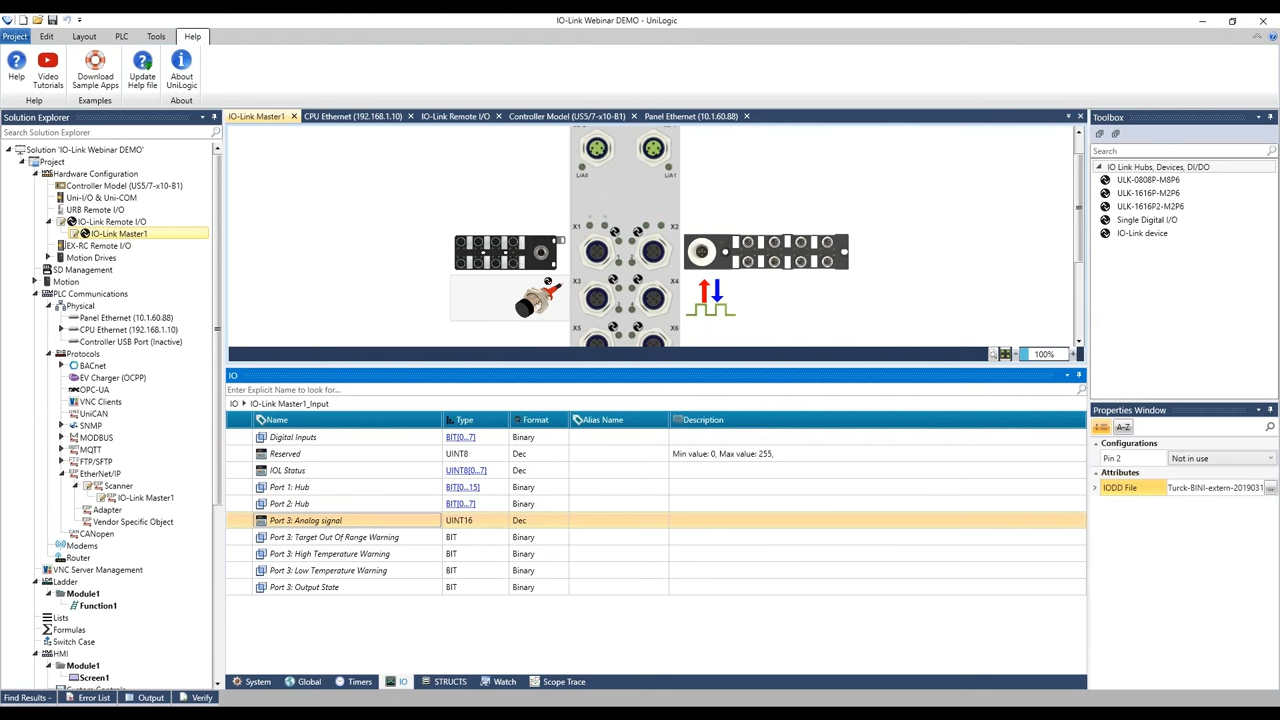 IO-Link Webinar DEMO - UniLogic
Project Edit Layout PLC Tools Help
Help Video Tutorials Download Sample Apps Update Help file About UniLogic
Help Examples About
Solution Explorer
Search Solution Explorer
Solution 'IO-Link Webinar DEMO'
Project
Hardware Configuration
Controller Model (US5/7-x10-B1)
Uni-I/O & Uni-COM
URB Remote I/O
IO-Link Remote I/O
IO-Link Master1
EX-RC Remote I/O
Motion Drives
SD Management
Motion
PLC Communications
Physical
Panel Ethernet (10.1.60.88)
CPU Ethernet (192.168.1.10)
Controller USB Port (Inactive)
Protocols
BACnet
EV Charger (OCPP)
OPC-UA
VNC Clients
UniCAN
SNMP
MODBUS
MQTT
FTP/SFTP
EtherNet/IP
Scanner
IO-Link Master1
Adapter
Vendor Specific Object
CANopen
Modems
Router
VNC Server Management
Ladder
Module1
Function1
Lists
Formulas
Switch Case
HMI
Module1
Screen1
IO-Link Master1 CPU Ethernet (192.168.1.10) IO-Link Remote I/O Controller Model (US5/7-x10-B1) Panel Ethernet (10.1.60.88)
L/A0 L/A1
X1 X2
X3 X4
X5 X6
100%
IO
Enter Explicit Name to look for...
IO IO-Link Master1_Input
Name Type Format Alias Name Description
Digital Inputs BIT[0...7] Binary
Reserved UINT8 Dec Min value: 0, Max value: 255,
IOL Status UINT8[0...7] Dec
Port 1: Hub BIT[0...15] Binary
Port 2: Hub BIT[0...7] Binary
Port 3: Analog signal UINT16 Dec
Port 3: Target Out Of Range Warning BIT Binary
Port 3: High Temperature Warning BIT Binary
Port 3: Low Temperature Warning BIT Binary
Port 3: Output State BIT Binary
System Global Timers IO STRUCTS Watch Scope Trace
Toolbox
Search
IO Link Hubs, Devices, DI/DO
ULK-0808P-M8P6
ULK-1616P-M2P6
ULK-1616P2-M2P6
Single Digital I/O
IO-Link device
Properties Window
A-Z
Configurations
Pin 2 Not in use
Attributes
IODD File Turck-BINI-extern-2019031
...
Find Results - Error List Output Verify